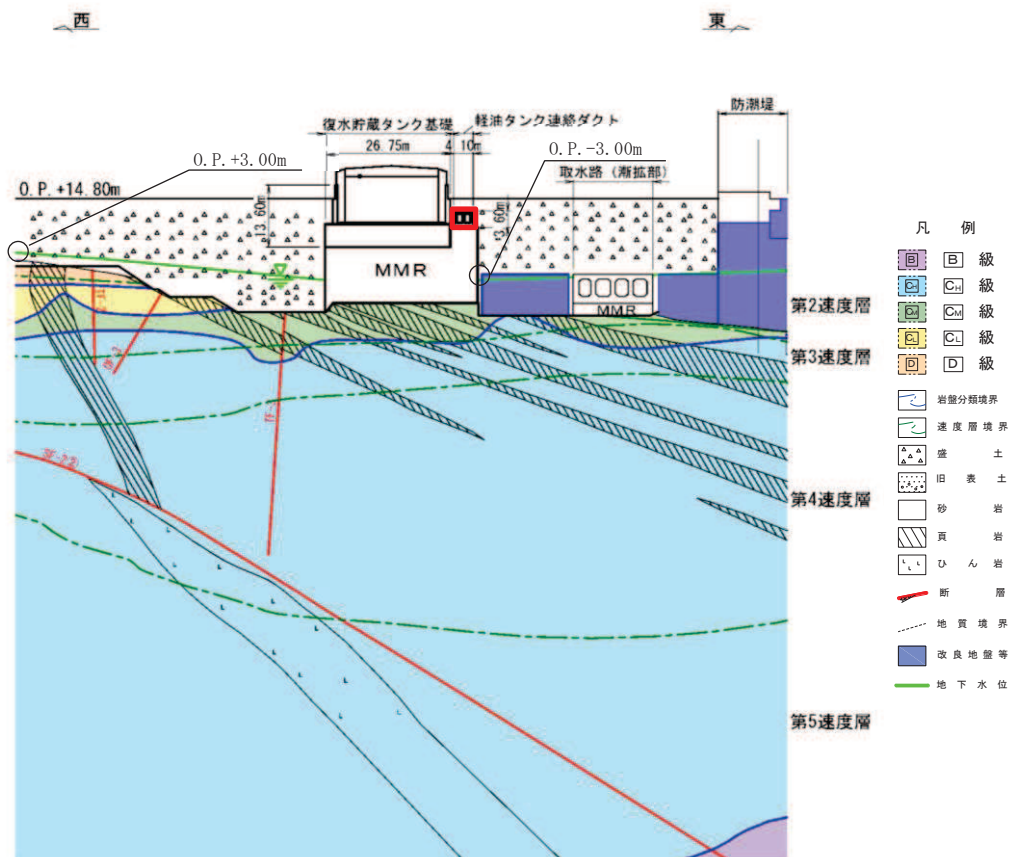 西
東
防潮堤
復水貯蔵タンク基礎
軽油タンク連絡ダクト
26.75m
4.10m
O.P.-3.00m
O.P.+3.00m
取水路（漸拡部）
O.P.+14.80m
13.60m
3.60m
MMR
MMR
第2速度層
第3速度層
第4速度層
第5速度層
凡 例
B B 級
CH CH 級
CM CM 級
CL CL 級
D D 級
岩盤分類境界
速度層境界
盛土
旧表土
砂岩
頁岩
ひん岩
断層
地質境界
改良地盤等
地下水位